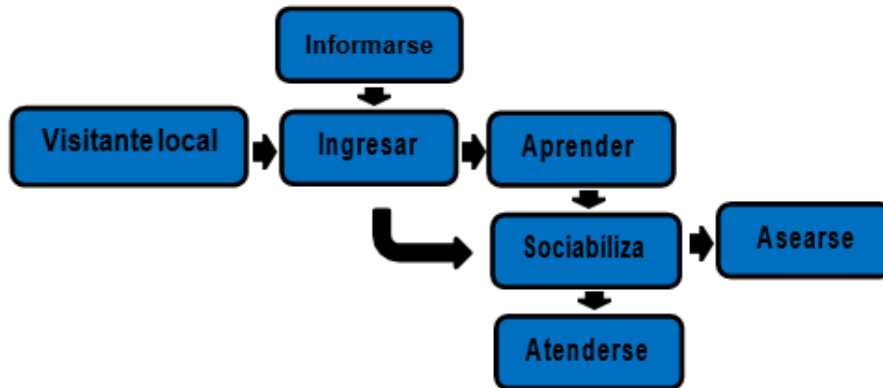 Informarse
Visitante local
Ingresar
Aprender
Sociabiliza
Asearse
Atenderse